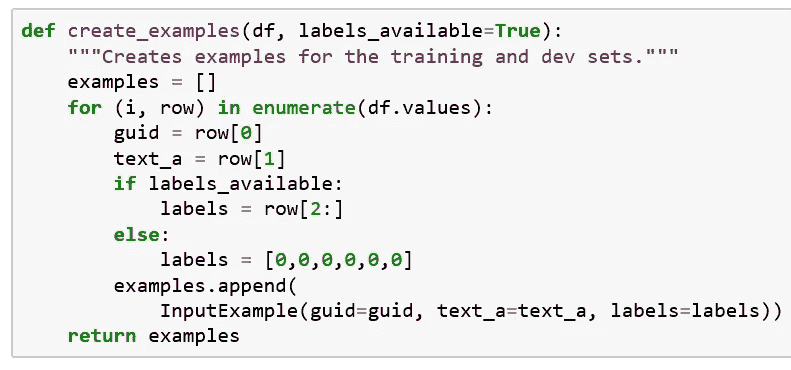 def create_examples(df, labels_available=True):
    """Creates examples for the training and dev sets."""
    examples = []
    for (i, row) in enumerate(df.values):
        guid = row[0]
        text_a = row[1]
        if labels_available:
            labels = row[2:]
        else:
            labels = [0,0,0,0,0,0]
        examples.append(
            InputExample(guid=guid, text_a=text_a, labels=labels))
    return examples